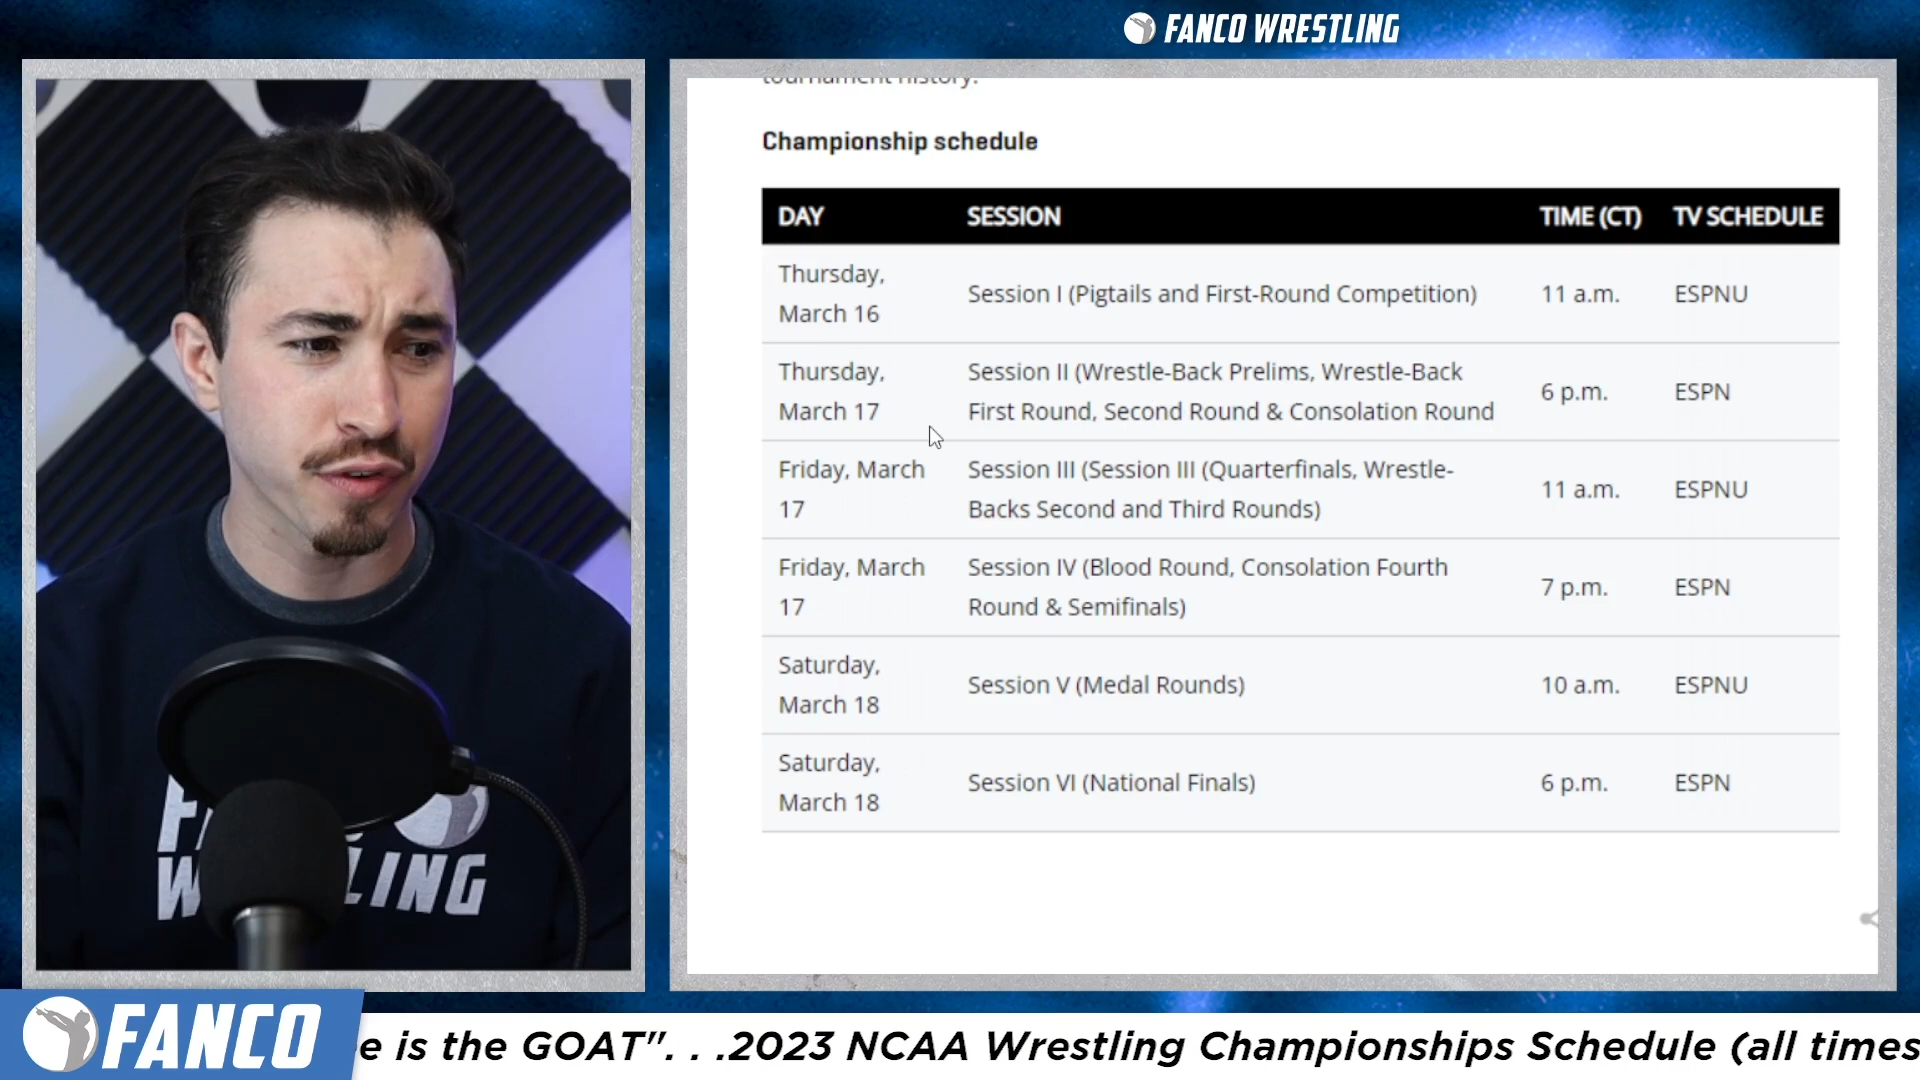 FANCO WRESTLING
tournament history.
Championship schedule
DAY SESSION TIME (CT) TV SCHEDULE
Thursday,
March 16
Session I (Pigtails and First-Round Competition)
11 a.m.
ESPNU
Thursday,
March 17
Session II (Wrestle-Back Prelims, Wrestle-Back
First Round, Second Round & Consolation Round
6 p.m.
ESPN
Friday, March
17
Session III (Session III (Quarterfinals, Wrestle-
Backs Second and Third Rounds)
11 a.m.
ESPNU
Friday, March
17
Session IV (Blood Round, Consolation Fourth
Round & Semifinals)
7 p.m.
ESPN
Saturday,
March 18
Session V (Medal Rounds)
10 a.m.
ESPNU
Saturday,
March 18
Session VI (National Finals)
6 p.m.
ESPN
FANCO
e is the GOAT". . .2023 NCAA Wrestling Championships Schedule (all times